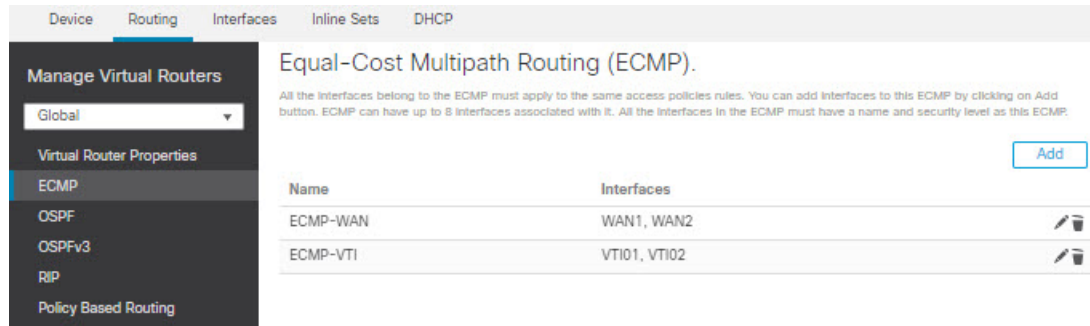 Device Routing Interfaces Inline Sets DHCP
Manage Virtual Routers
Global
Virtual Router Properties
ECMP
OSPF
OSPFv3
RIP
Policy Based Routing
Equal-Cost Multipath Routing (ECMP).
All the interfaces belong to the ECMP must apply to the same access policies rules. You can add interfaces to this ECMP by clicking on Add
button. ECMP can have up to 8 interfaces associated with it. All the interfaces in the ECMP must have a name and security level as this ECMP.
Add
Name Interfaces
ECMP-WAN WAN1, WAN2
ECMP-VTI VTI01, VTI02